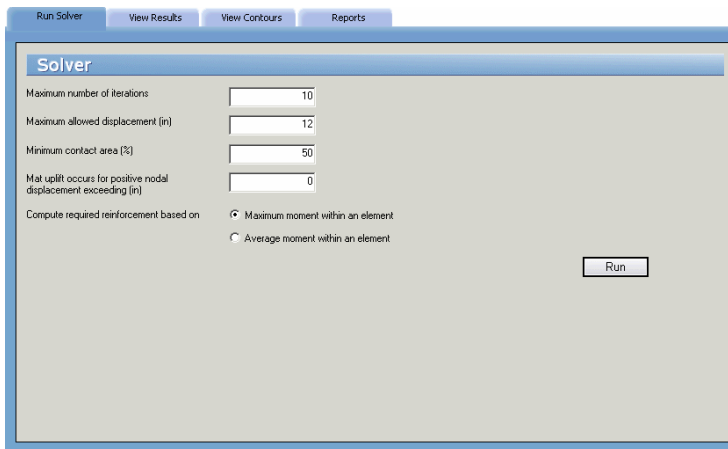 Run Solver View Results View Contours Reports
Solver
Maximum number of iterations 10
Maximum allowed displacement (in) 12
Minimum contact area (%) 50
Mat uplift occurs for positive nodal
displacement exceeding (in) 0
Compute required reinforcement based on Maximum moment within an element
Average moment within an element
Run